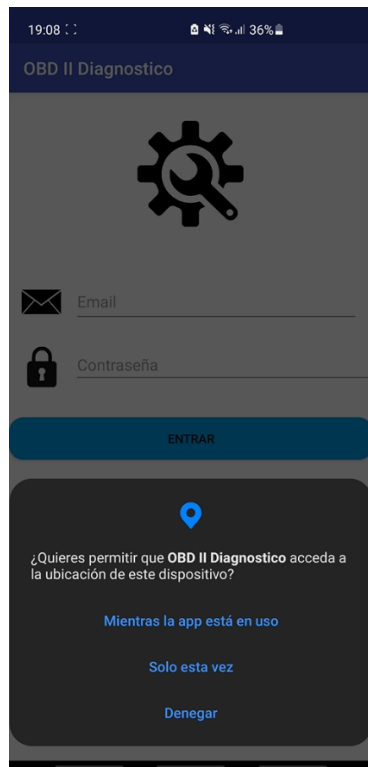 19:08 36%
OBD II Diagnostico
Email
Contraseña
ENTRAR
¿Quieres permitir que OBD II Diagnostico acceda a
la ubicación de este dispositivo?
Mientras la app está en uso
Solo esta vez
Denegar